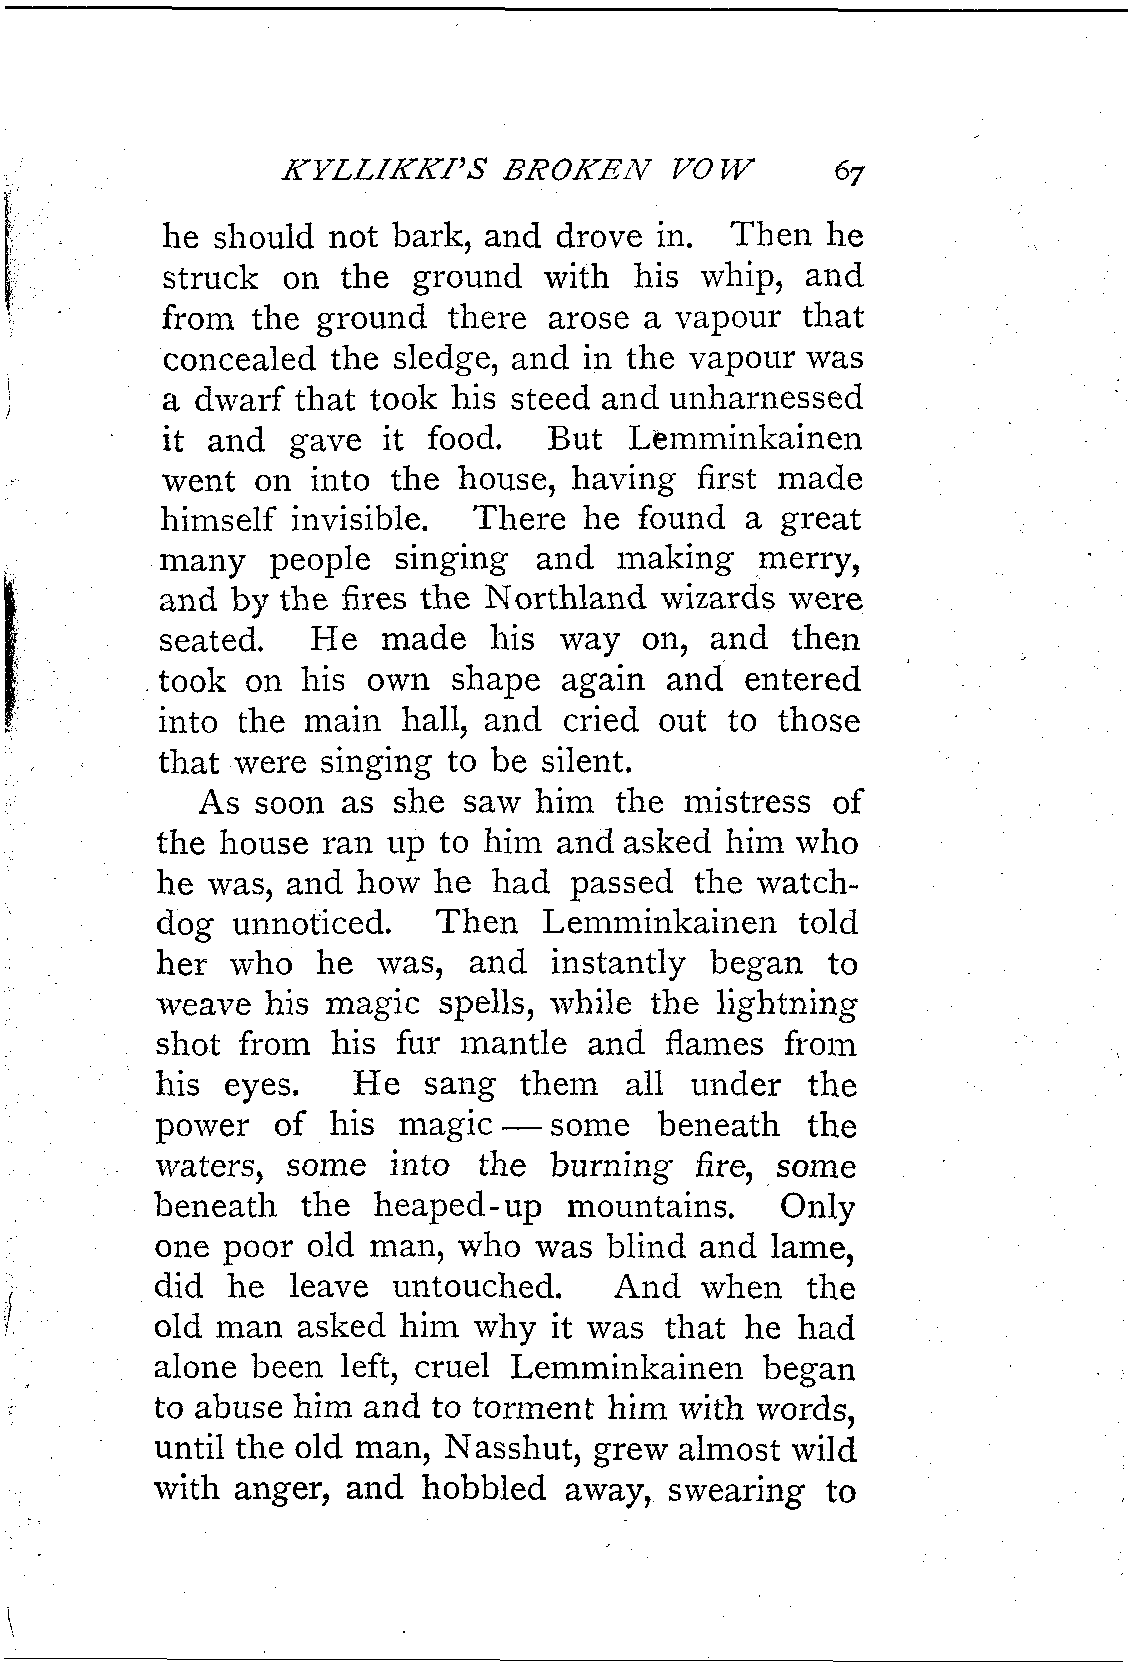 KYLLIKKI'S BROKEN VOW 67
he should not bark, and drove in. Then he
struck on the ground with his whip, and
from the ground there arose a vapour that
concealed the sledge, and in the vapour was
a dwarf that took his steed and unharnessed
it and gave it food. But Lemminkainen
went on into the house, having first made
himself invisible. There he found a great
many people singing and making merry,
and by the fires the Northland wizards were
seated. He made his way on, and then
took on his own shape again and entered
into the main hall, and cried out to those
that were singing to be silent.
As soon as she saw him the mistress of
the house ran up to him and asked him who
he was, and how he had passed the watch-
dog unnoticed. Then Lemminkainen told
her who he was, and instantly began to
weave his magic spells, while the lightning
shot from his fur mantle and flames from
his eyes. He sang them all under the
power of his magic — some beneath the
waters, some into the burning fire, some
beneath the heaped-up mountains. Only
one poor old man, who was blind and lame,
did he leave untouched. And when the
old man asked him why it was that he had
alone been left, cruel Lemminkainen began
to abuse him and to torment him with words,
until the old man, Nasshut, grew almost wild
with anger, and hobbled away, swearing to